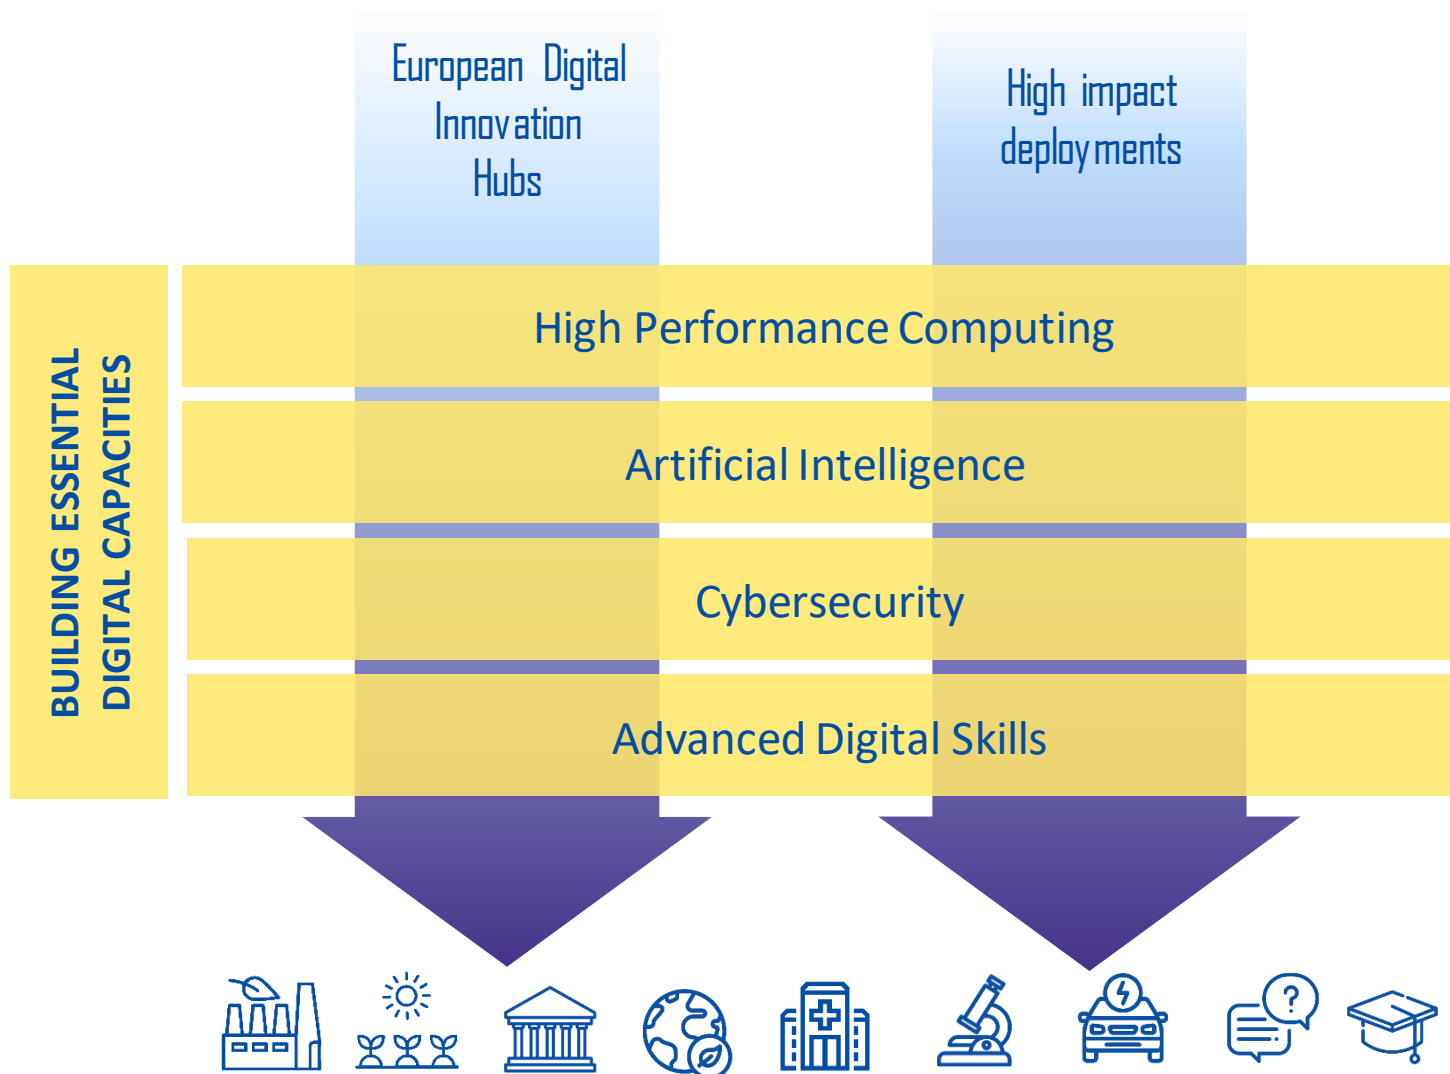 European Digital
Innovation
Hubs
High impact
deployments
BUILDING ESSENTIAL
DIGITAL CAPACITIES
High Performance Computing
Artificial Intelligence
Cybersecurity
Advanced Digital Skills
?